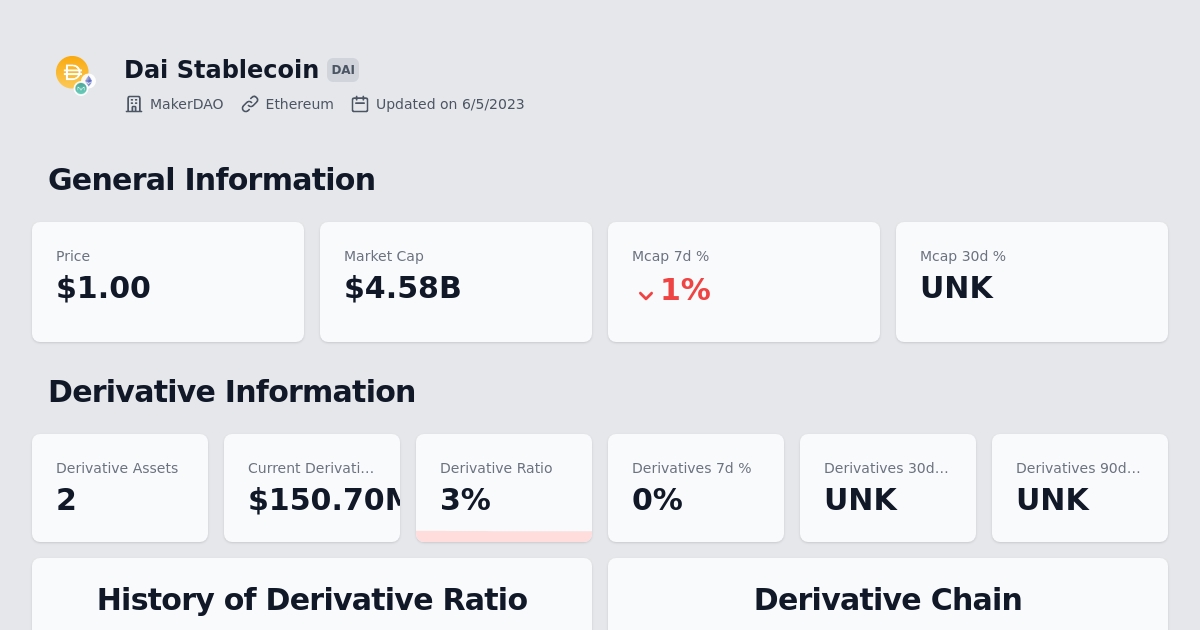 Dai Stablecoin DAI
MakerDAO Ethereum Updated on 6/5/2023
General Information
Price
$1.00
Market Cap
$4.58B
Mcap 7d %
1%
Mcap 30d %
UNK
Derivative Information
Derivative Assets
2
Current Derivati...
$150.70M
Derivative Ratio
3%
Derivatives 7d %
0%
Derivatives 30d...
UNK
Derivatives 90d...
UNK
History of Derivative Ratio
Derivative Chain